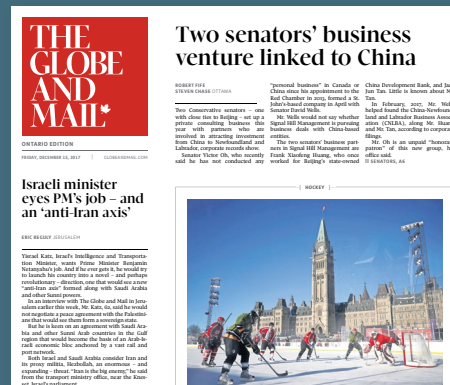 THE
GLOBE
AND
MAIL
ONTARIO EDITION
FRIDAY, DECEMBER 15, 2017 | GLOBEANDMAIL.COM
Israeli minister
eyes PM’s job – and
an ‘anti-Iran axis’
ERIC REGULY JERUSALEM
Yisrael Katz, Israel’s Intelligence and Transporta-
tion Minister, wants Prime Minister Benjamin
Netanyahu’s job. And if he ever gets it, he would try
to launch his country into a novel – and perhaps
revolutionary – direction, one that would see a new
“anti-Iran axis” formed along with Saudi Arabia
and other Sunni powers.
In an interview with The Globe and Mail in Jeru-
salem earlier this week, Mr. Katz, 62, said he would
not negotiate a peace agreement with the Palestini-
ans that would see them form a sovereign state.
But he is keen on an agreement with Saudi Ara-
bia and other Sunni Arab countries in the Gulf
region that would become the basis of an Arab-Is-
raeli economic bloc anchored by a vast rail and
port network.
Both Israel and Saudi Arabia consider Iran and
its proxy militia, Hezbollah, an enormous – and
expanding – threat. “Iran is the big enemy,” he said
from the transport ministry office, near the Knes-
set, Israel’s parliament.
Two senators’ business
venture linked to China
ROBERT FIFE
STEVEN CHASE OTTAWA
Two Conservative senators – one
with close ties to Beijing – set up a
private consulting business this
year with partners who are
involved in attracting investment
from China to Newfoundland and
Labrador, corporate records show.
Senator Victor Oh, who recently
said he has not conducted any
“personal business” in Canada or
China since his appointment to the
Red Chamber in 2013, formed a St.
John’s-based company in April with
Senator David Wells.
Mr. Wells would not say whether
Signal Hill Management is pursuing
business deals with China-based
entities.
The two senators’ business part-
ners in Signal Hill Management are
Frank Xiaofeng Huang, who once
worked for Beijing’s state-owned
China Development Bank, and Jac
Jun Tan. Little is known about M
Tan.
In February, 2017, Mr. Wel
helped found the China-Newfoun
land and Labrador Business Assoc
ation (CNLBA), along with Mr. Huan
and Mr. Tan, according to corporat
filings.
Mr. Oh is an unpaid “honorar
patron” of this new group, h
office said.
SENATORS, A6
[ HOCKEY ]